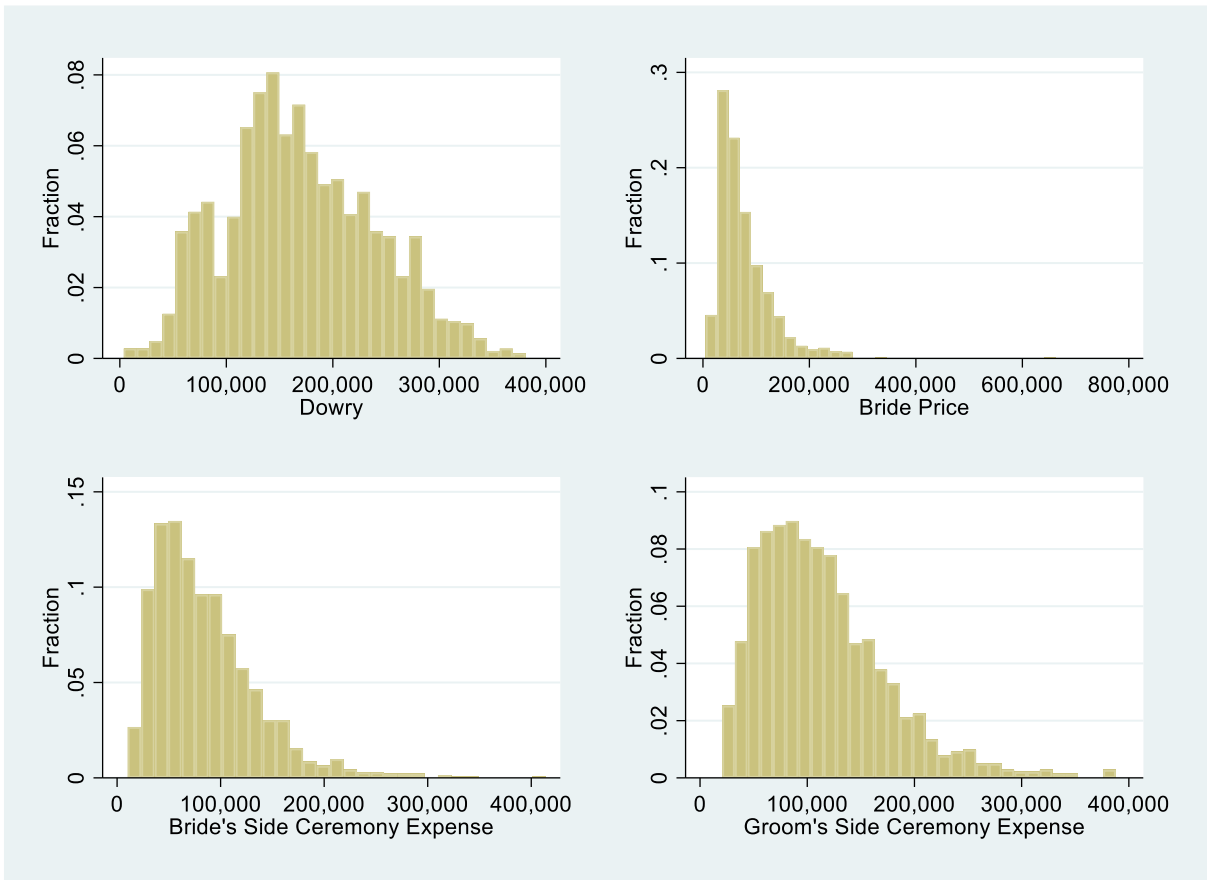 .08
.06
.04
.02
0
Fraction
0 100,000 200,000 300,000 400,000
Dowry
.3
.2
.1
0
Fraction
0 200,000 400,000 600,000 800,000
Bride Price
.15
.1
.05
0
Fraction
0 100,000 200,000 300,000 400,000
Bride's Side Ceremony Expense
.1
.08
.06
.04
.02
0
Fraction
0 100,000 200,000 300,000 400,000
Groom's Side Ceremony Expense